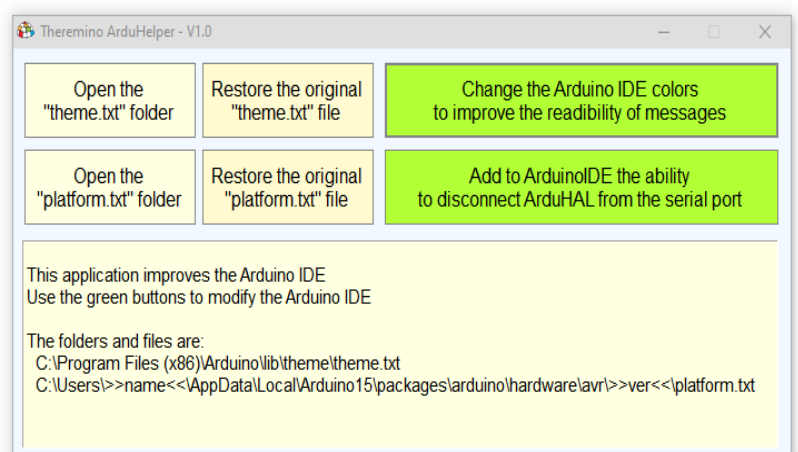 Theremino ArduHelper - V1.0
Open the
"theme.txt" folder
Restore the original
"theme.txt" file
Change the Arduino IDE colors
to improve the readibility of messages
Open the
"platform.txt" folder
Restore the original
"platform.txt" file
Add to ArduinoIDE the ability
to disconnect ArduHAL from the serial port
This application improves the Arduino IDE
Use the green buttons to modify the Arduino IDE
The folders and files are:
C:\Program Files (x86)\Arduino\lib\theme\theme.txt
C:\Users\>>name<<\AppData\Local\Arduino15\packages\arduino\hardware\avr\>>ver<<\platform.txt